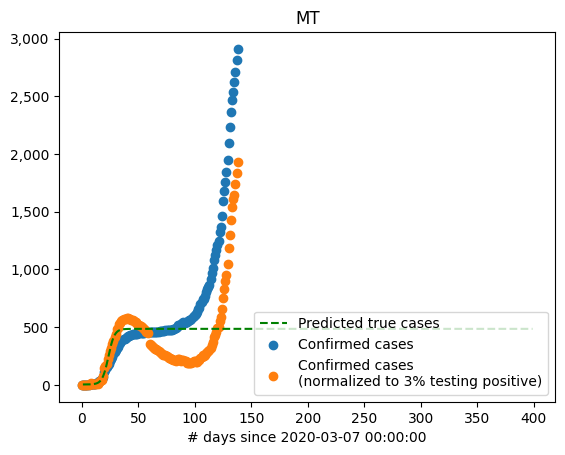 MT
3,000
2,500
2,000
1,500
1,000
500
0
Predicted true cases
Confirmed cases
Confirmed cases
(normalized to 3% testing positive)
0 50 100 150 200 250 300 350 400
# days since 2020-03-07 00:00:00